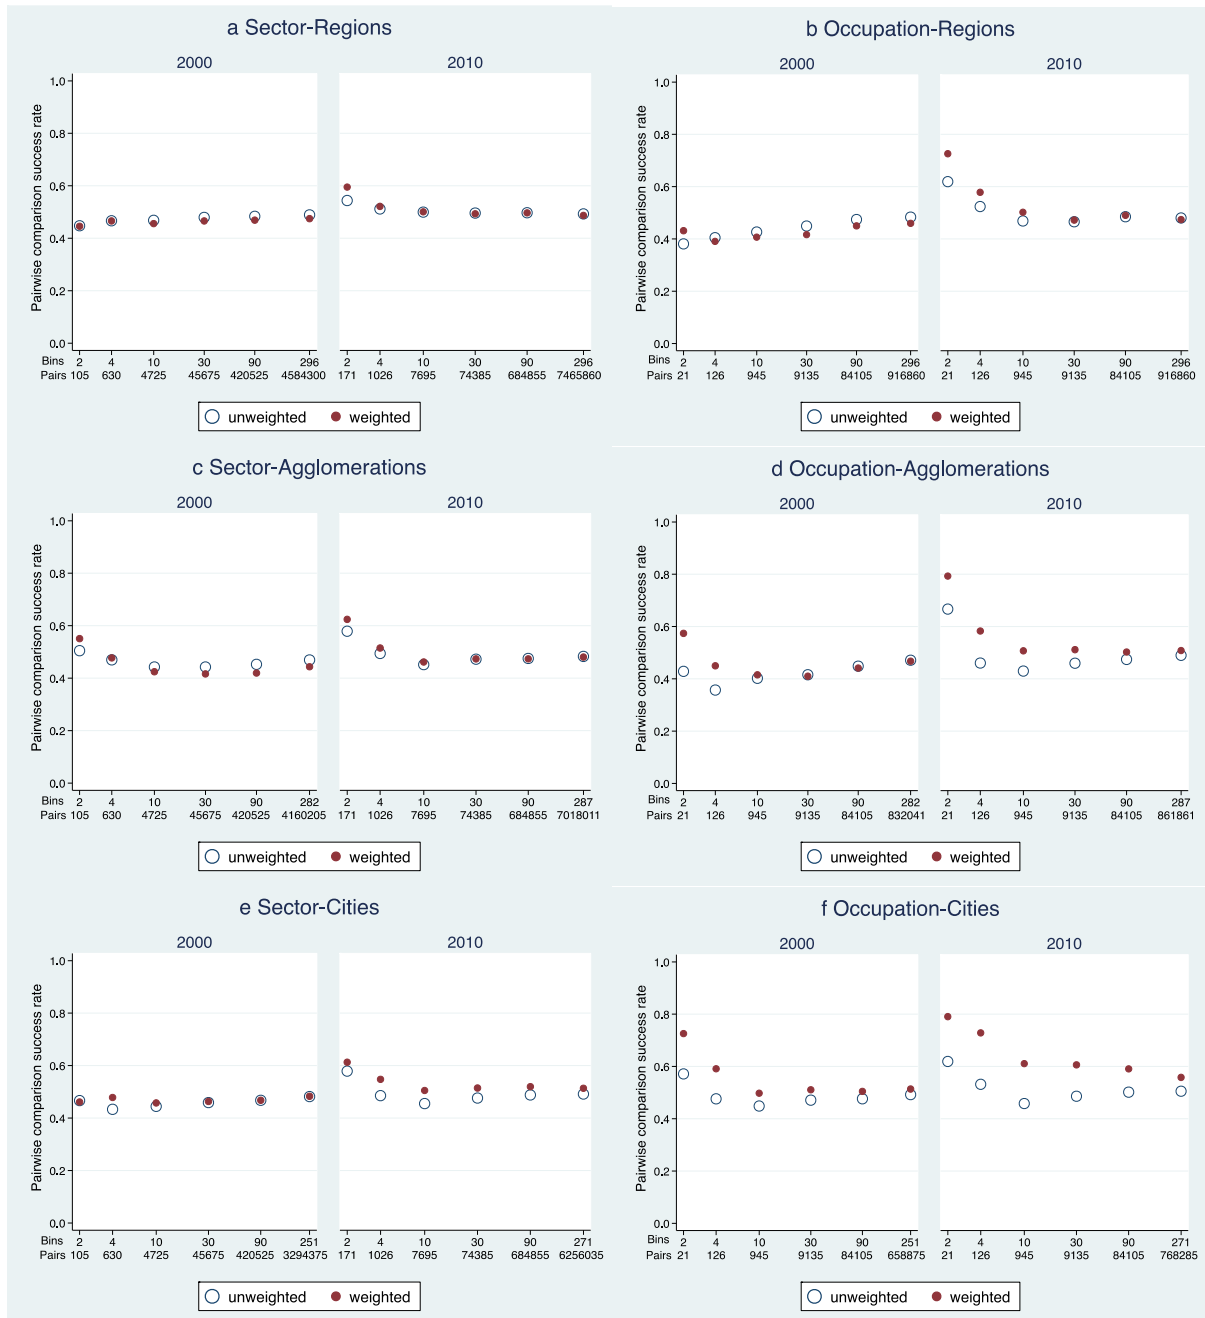 a Sector-Regions
2000 2010
Pairwise comparison success rate
1.0
0.8
0.6
0.4
0.2
0.0
Bins 2 4 10 30 90 296 2 4 10 30 90 296
Pairs 105 630 4725 45675 420525 4584300 171 1026 7695 74385 684855 7465860
unweighted weighted
b Occupation-Regions
2000 2010
Pairwise comparison success rate
1.0
0.8
0.6
0.4
0.2
0.0
Bins 2 4 10 30 90 296 2 4 10 30 90 296
Pairs 21 126 945 9135 84105 916860 21 126 945 9135 84105 916860
unweighted weighted
c Sector-Agglomerations
2000 2010
Pairwise comparison success rate
1.0
0.8
0.6
0.4
0.2
0.0
Bins 2 4 10 30 90 282 2 4 10 30 90 287
Pairs 105 630 4725 45675 420525 4160205 171 1026 7695 74385 684855 7018011
unweighted weighted
d Occupation-Agglomerations
2000 2010
Pairwise comparison success rate
1.0
0.8
0.6
0.4
0.2
0.0
Bins 2 4 10 30 90 282 2 4 10 30 90 287
Pairs 21 126 945 9135 84105 832041 21 126 945 9135 84105 861861
unweighted weighted
e Sector-Cities
2000 2010
Pairwise comparison success rate
1.0
0.8
0.6
0.4
0.2
0.0
Bins 2 4 10 30 90 251 2 4 10 30 90 271
Pairs 105 630 4725 45675 420525 3294375 171 1026 7695 74385 684855 6256035
unweighted weighted
f Occupation-Cities
2000 2010
Pairwise comparison success rate
1.0
0.8
0.6
0.4
0.2
0.0
Bins 2 4 10 30 90 251 2 4 10 30 90 271
Pairs 21 126 945 9135 84105 658875 21 126 945 9135 84105 768285
unweighted weighted